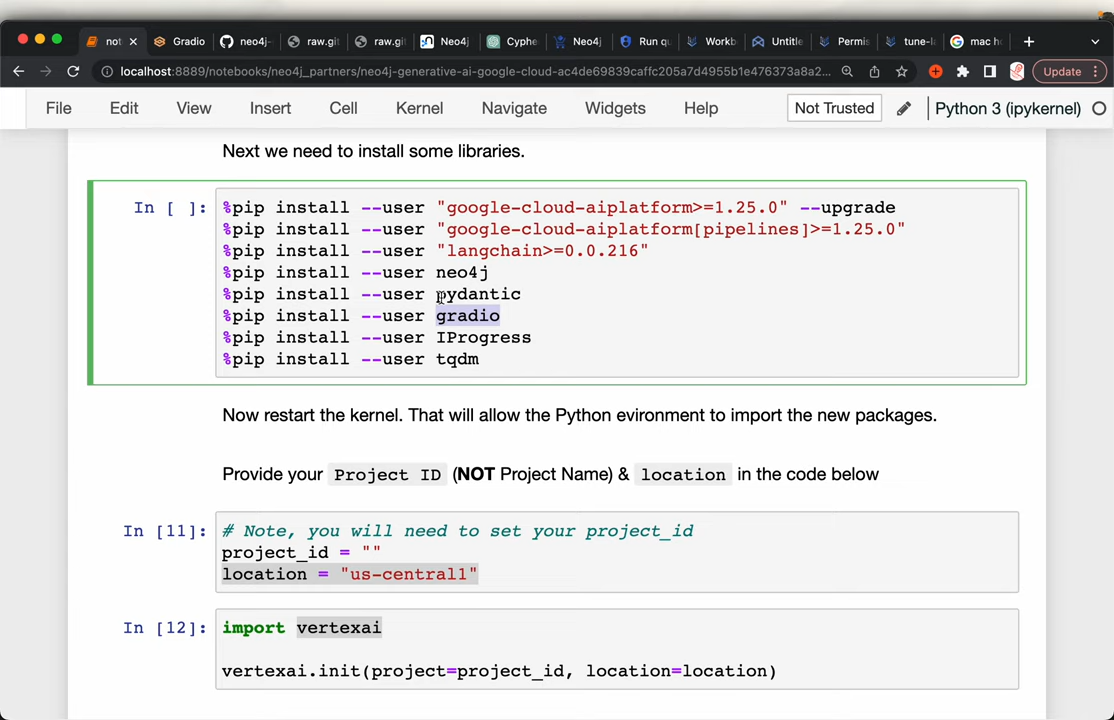 not
Gradio
neo4j-
raw.git
raw.git
Neo4j
Cyphe
Neo4j
Run qu
Workb
Untitle
Permis
tune-l
mac h
localhost:8889/notebooks/neo4j_partners/neo4j-generative-ai-google-cloud-ac4de69839caffc205a7d4955b1e476373a8a2...
Update
File Edit View Insert Cell Kernel Navigate Widgets Help Not Trusted Python 3 (ipykernel)
Next we need to install some libraries.
In [ ]: %pip install --user "google-cloud-aiplatform>=1.25.0" --upgrade
%pip install --user "google-cloud-aiplatform[pipelines]>=1.25.0"
%pip install --user "langchain>=0.0.216"
%pip install --user neo4j
%pip install --user pydantic
%pip install --user gradio
%pip install --user IProgress
%pip install --user tqdm
Now restart the kernel. That will allow the Python evironment to import the new packages.
Provide your Project ID (NOT Project Name) & location in the code below
In [11]: # Note, you will need to set your project_id
project_id = ""
location = "us-central1"
In [12]: import vertexai
vertexai.init(project=project_id, location=location)